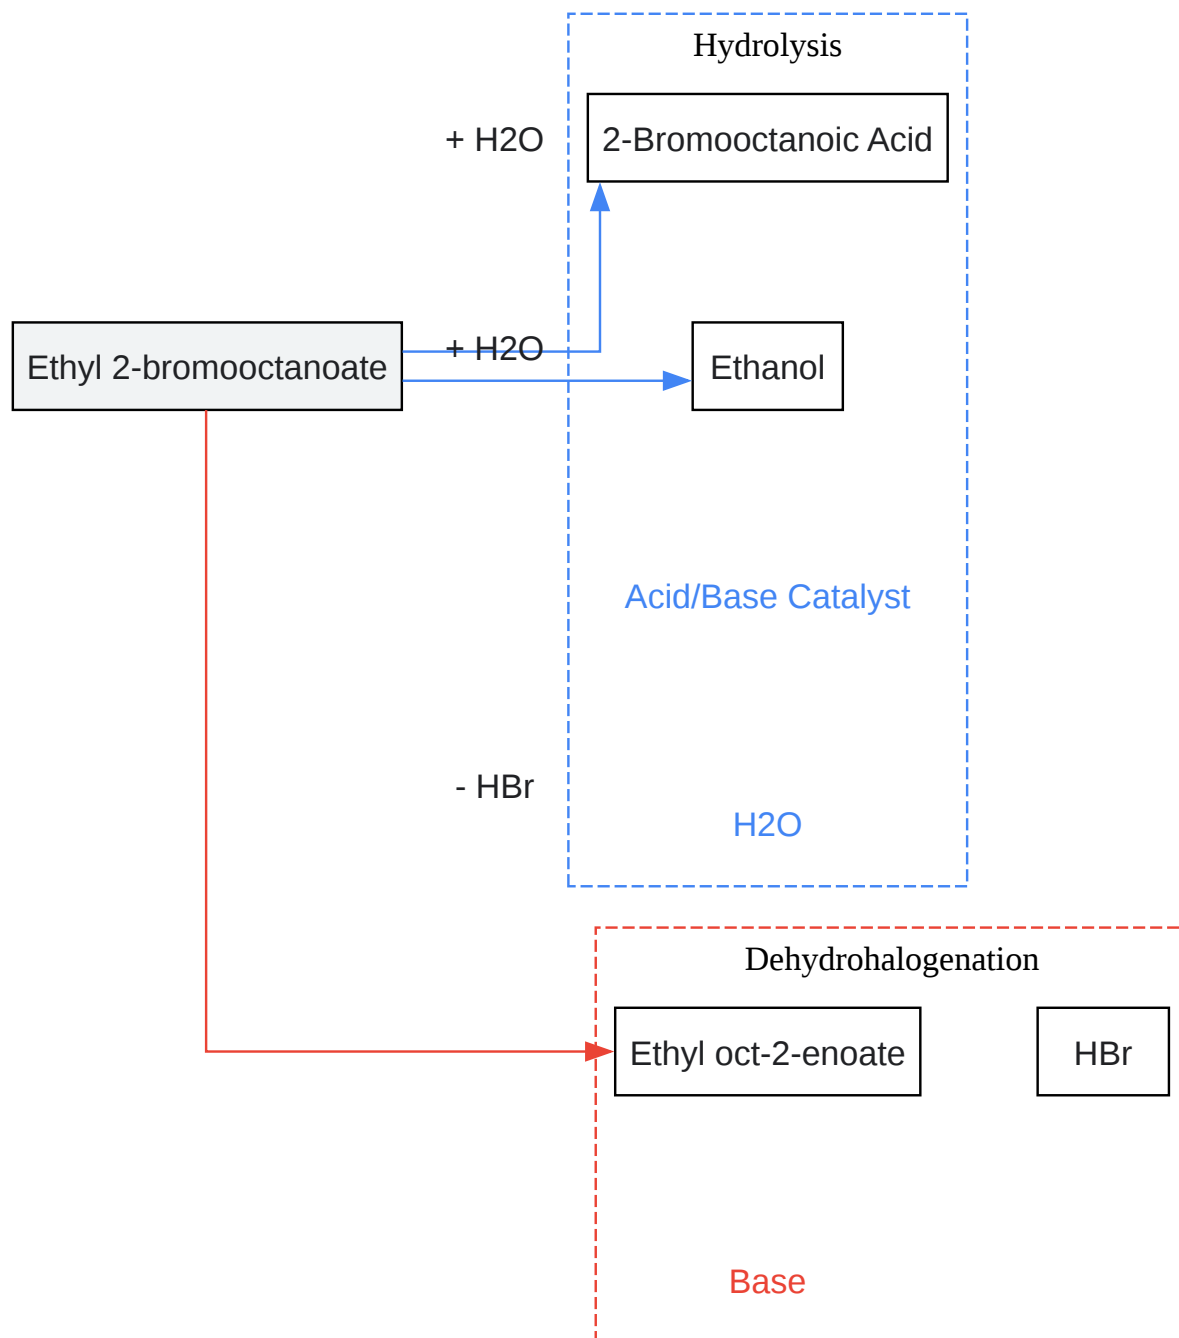 Hydrolysis
+ H2O
2-Bromooctanoic Acid
Ethyl 2-bromooctanoate
+ H2O
Ethanol
Acid/Base Catalyst
- HBr
H2O
Dehydrohalogenation
Ethyl oct-2-enoate
HBr
Base